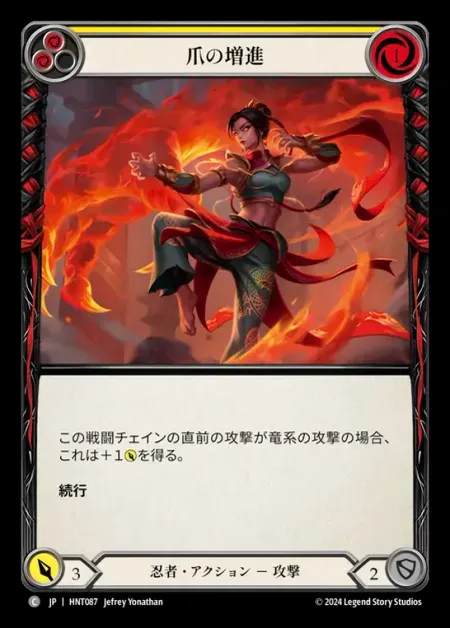 爪の増進
1
この戦闘チェインの直前の攻撃が竜系の攻撃の場合、
これは+1を得る。
続行
3
忍者・アクション − 攻撃
2
C JP | HNT087 Jefrey Yonathan
© 2024 Legend Story Studios